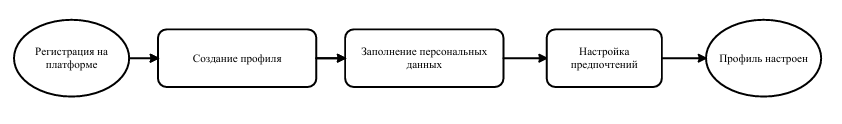 Регистрация на
платформе
Создание профиля
Заполнение персональных
данных
Настройка
предпочтений
Профиль настроен